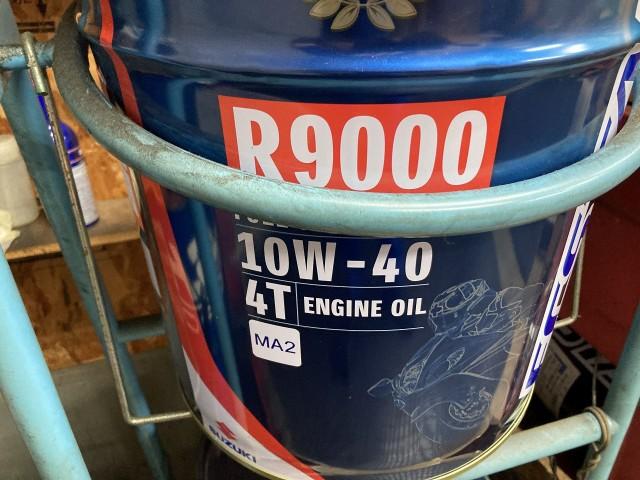 R9000
10W-40
4T ENGINE OIL
MA2
SUZUKI